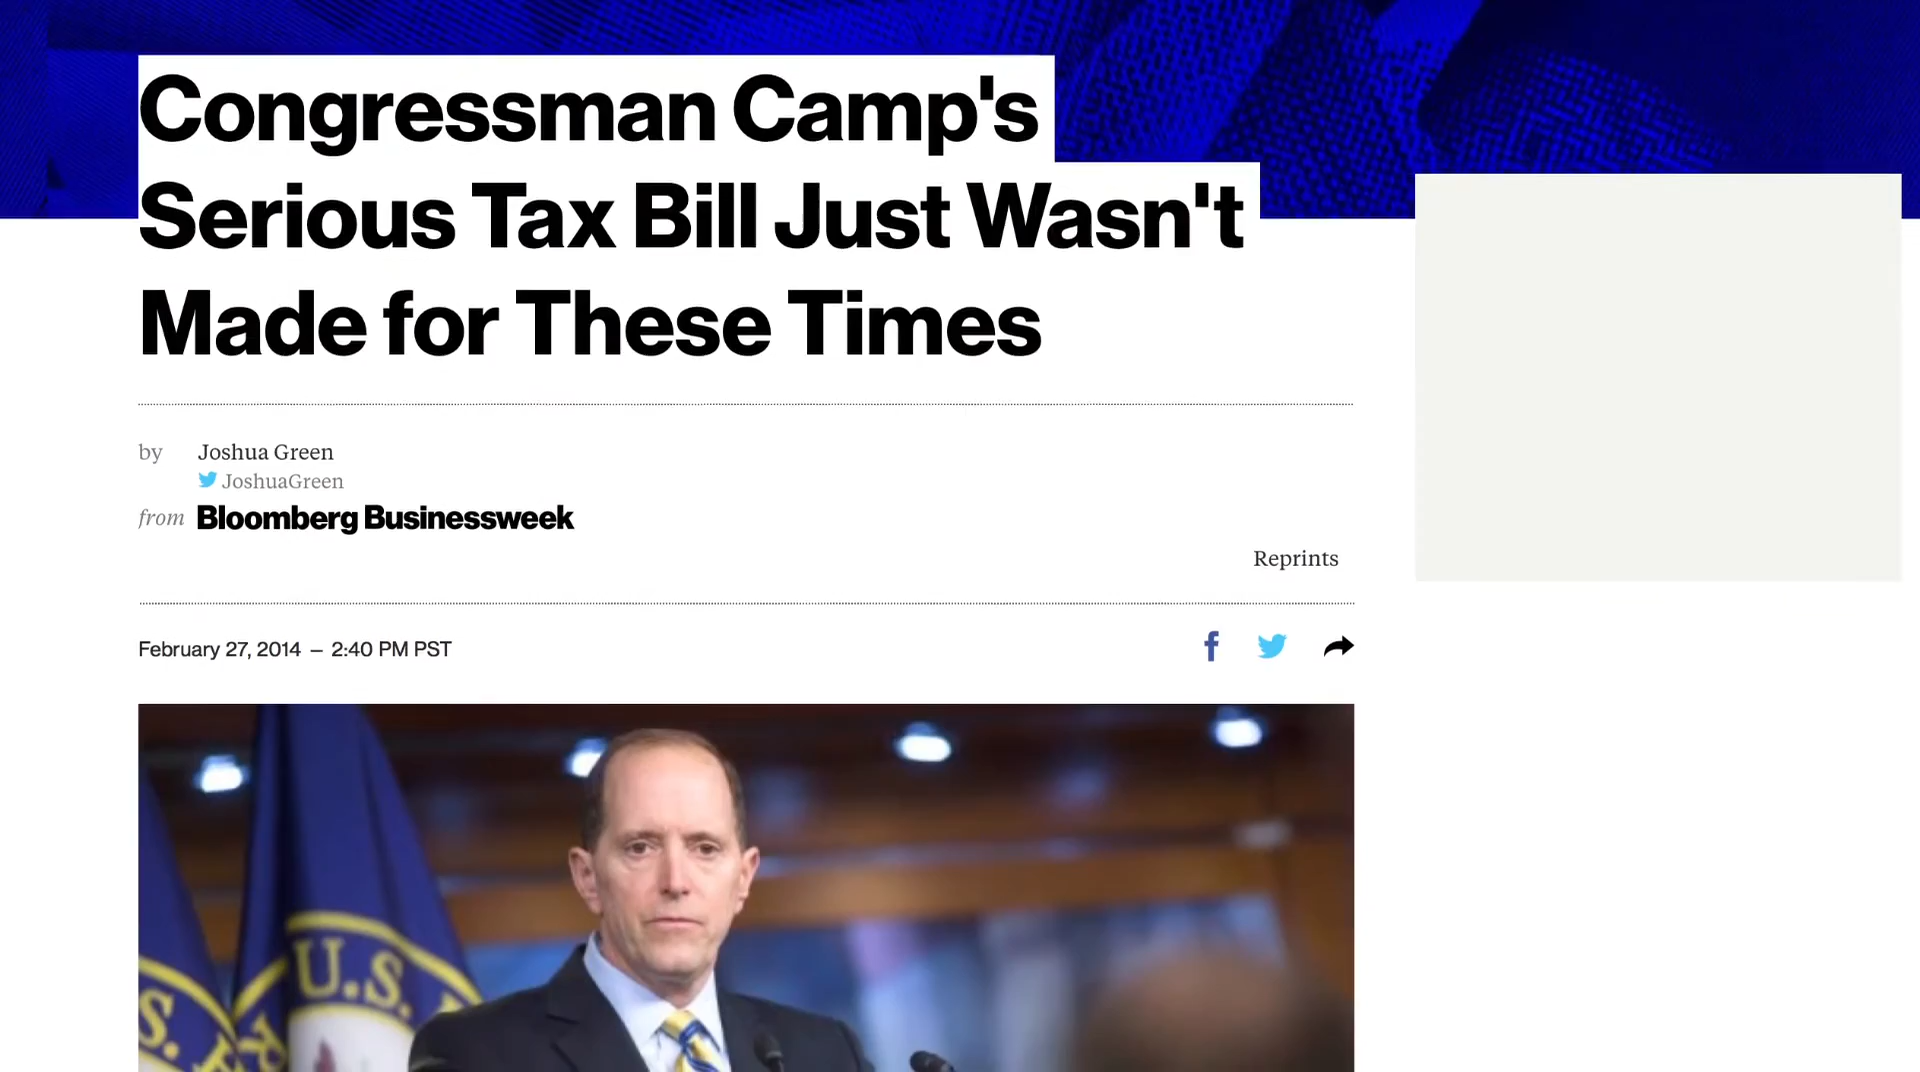 Congressman Camp's
Serious Tax Bill Just Wasn't
Made for These Times
by Joshua Green
JoshuaGreen
from Bloomberg Businessweek
Reprints
February 27, 2014 – 2:40 PM PST
U.S.
S.